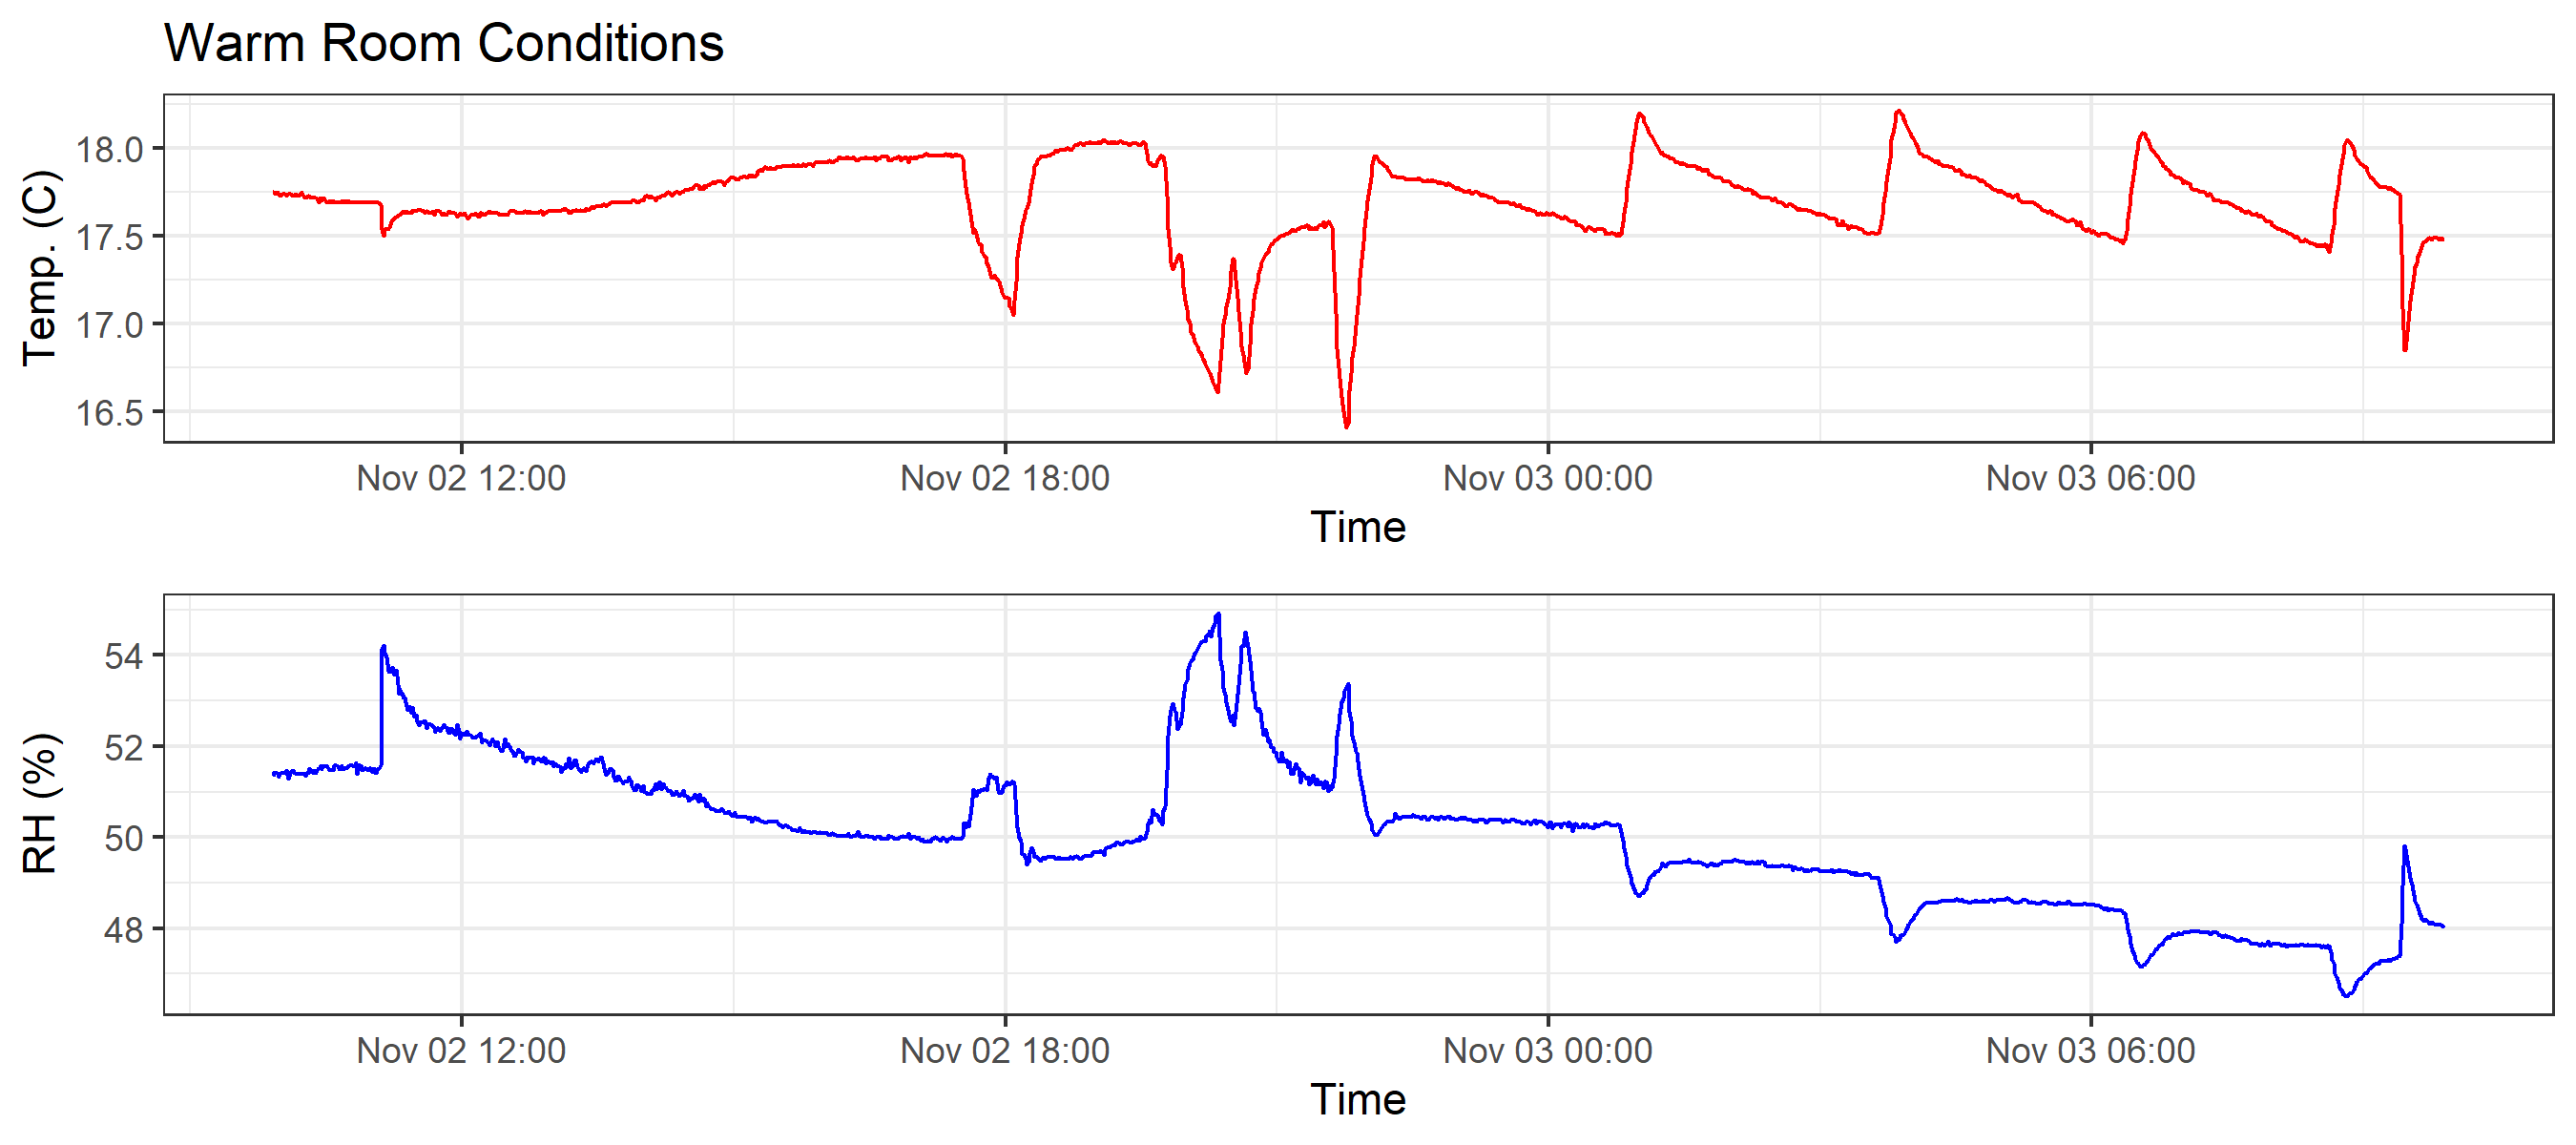 Warm Room Conditions
Temp. (C)
18.0
17.5
17.0
16.5
Nov 02 12:00 Nov 02 18:00 Nov 03 00:00 Nov 03 06:00
Time
RH (%)
54
52
50
48
Nov 02 12:00 Nov 02 18:00 Nov 03 00:00 Nov 03 06:00
Time